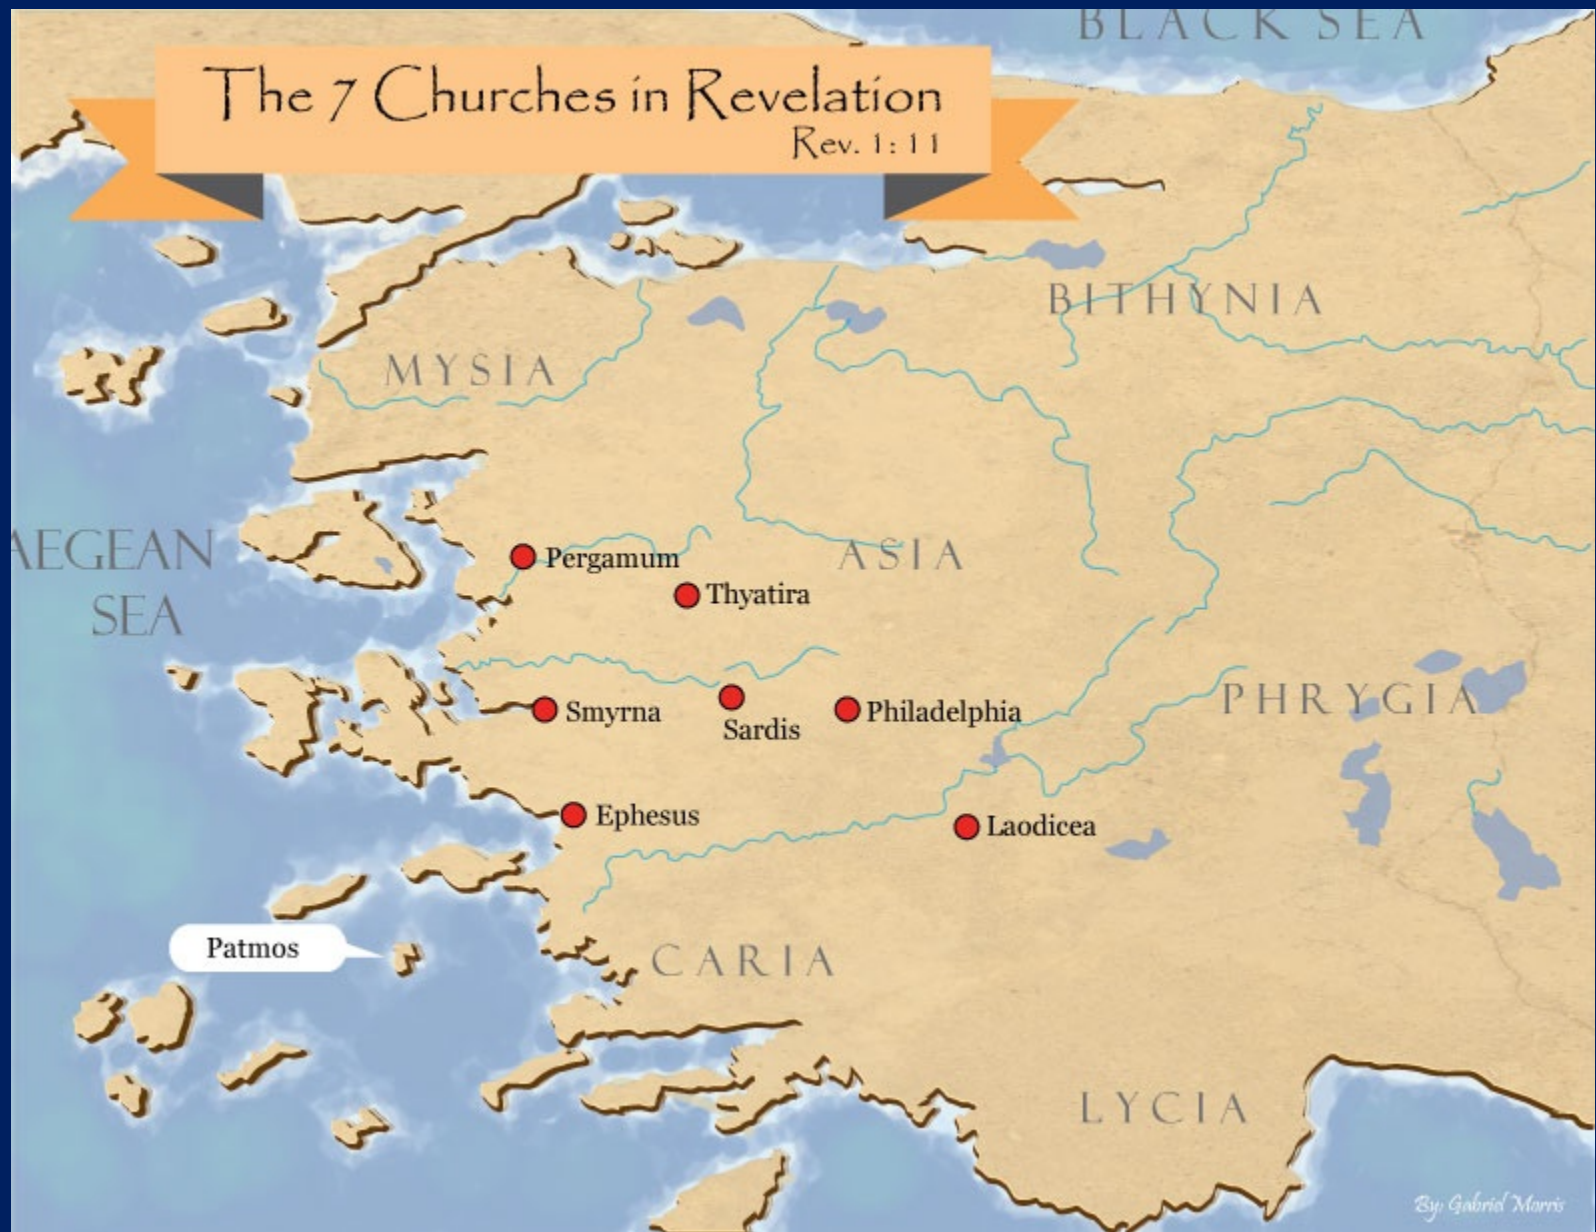 BLACK SEA
The 7 Churches in Revelation
Rev. 1:11
BITHYNIA
MYSIA
AEGEAN
SEA
Pergamum
ASIA
Thyatira
Smyrna
Sardis
Philadelphia
PHRYGIA
Ephesus
Laodicea
Patmos
CARIA
LYCIA
By: Gabriel Morris